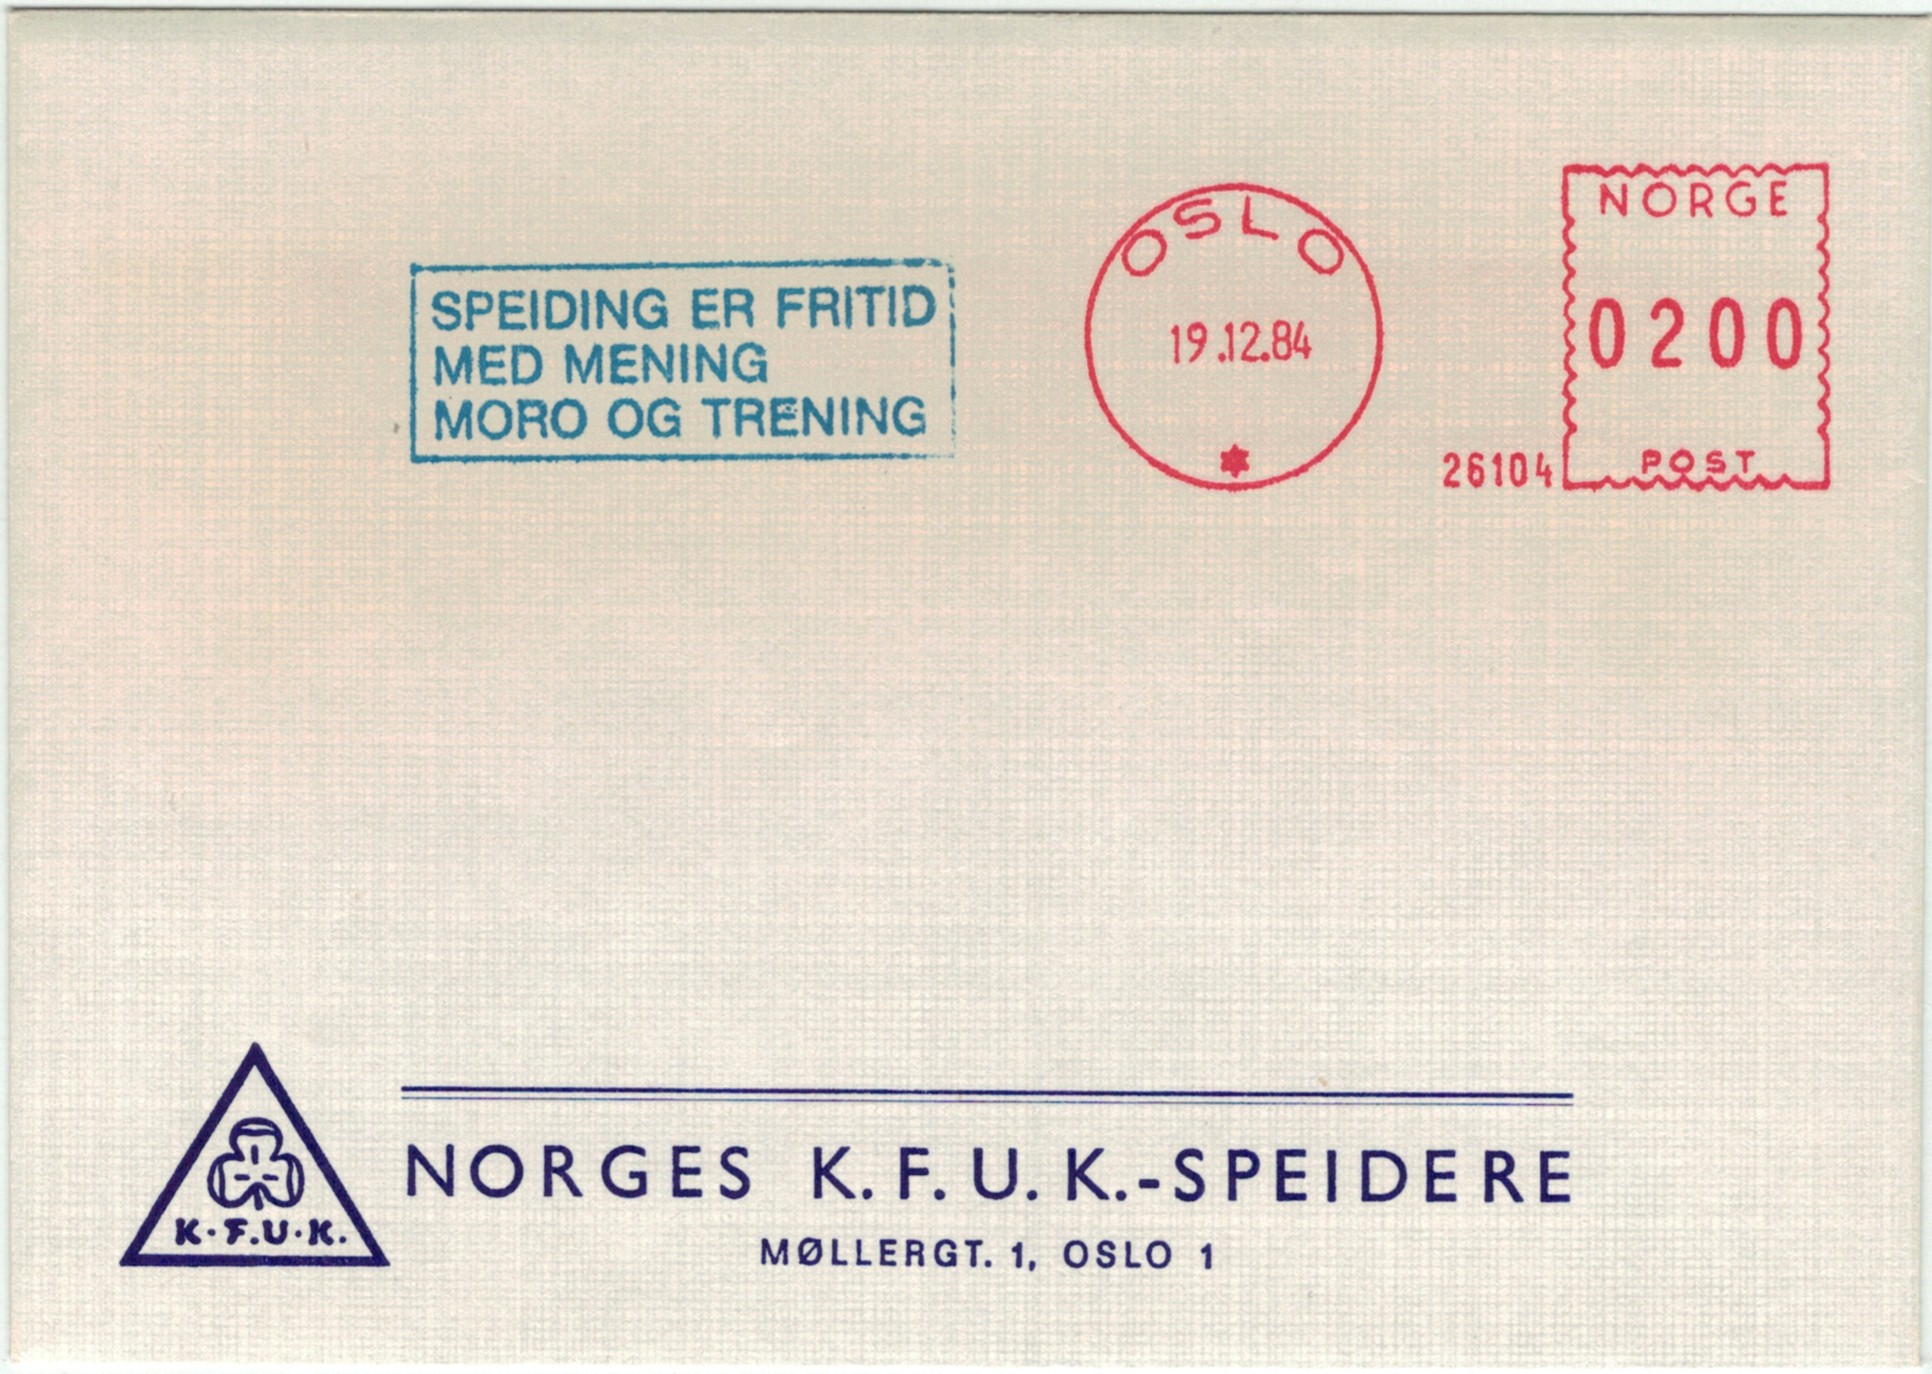 SPEIDING ER FRITID
MED MENING
MORO OG TRENING
OSLO
19.12.84
26104
NORGE
0200
POST
K.F.U.K.
NORGES K.F.U.K.-SPEIDERE
MØLLERGT. 1, OSLO 1